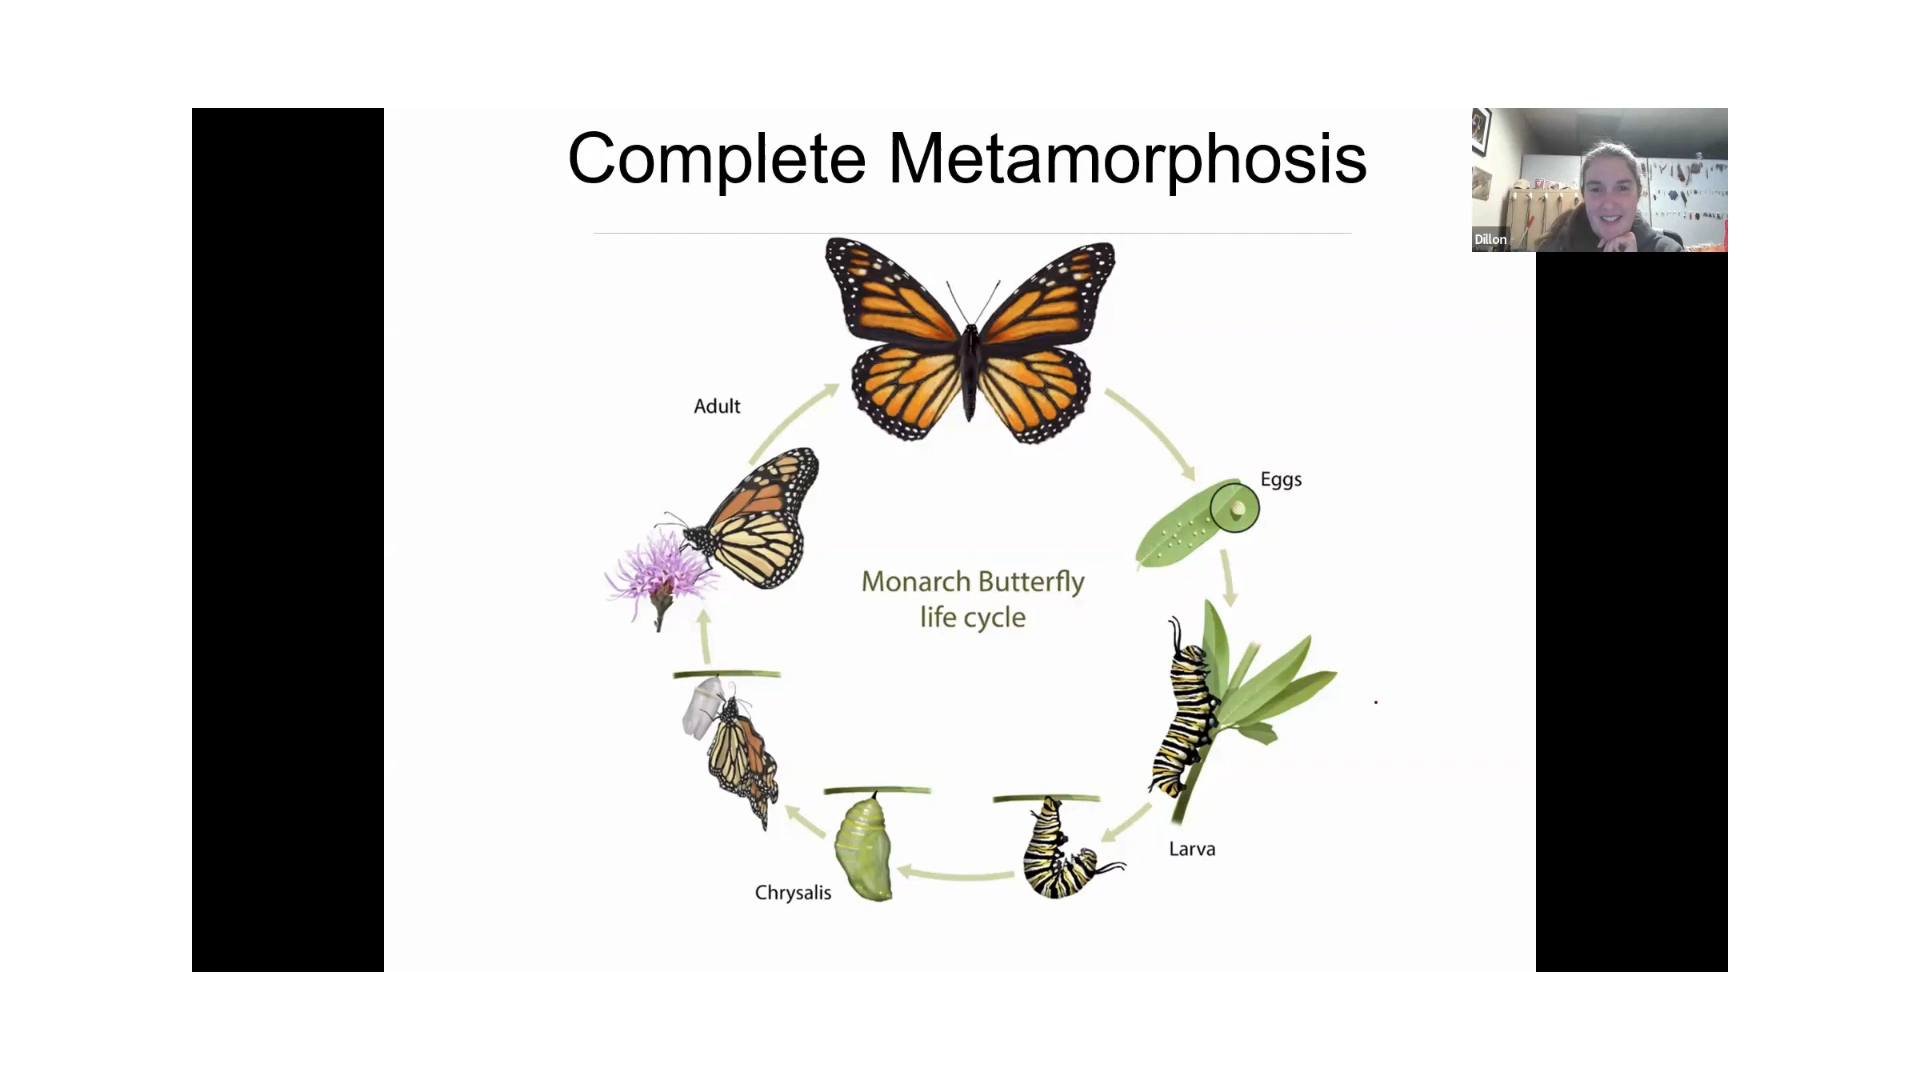 Complete Metamorphosis
Dillon
Adult
Eggs
Monarch Butterfly
life cycle
Larva
Chrysalis